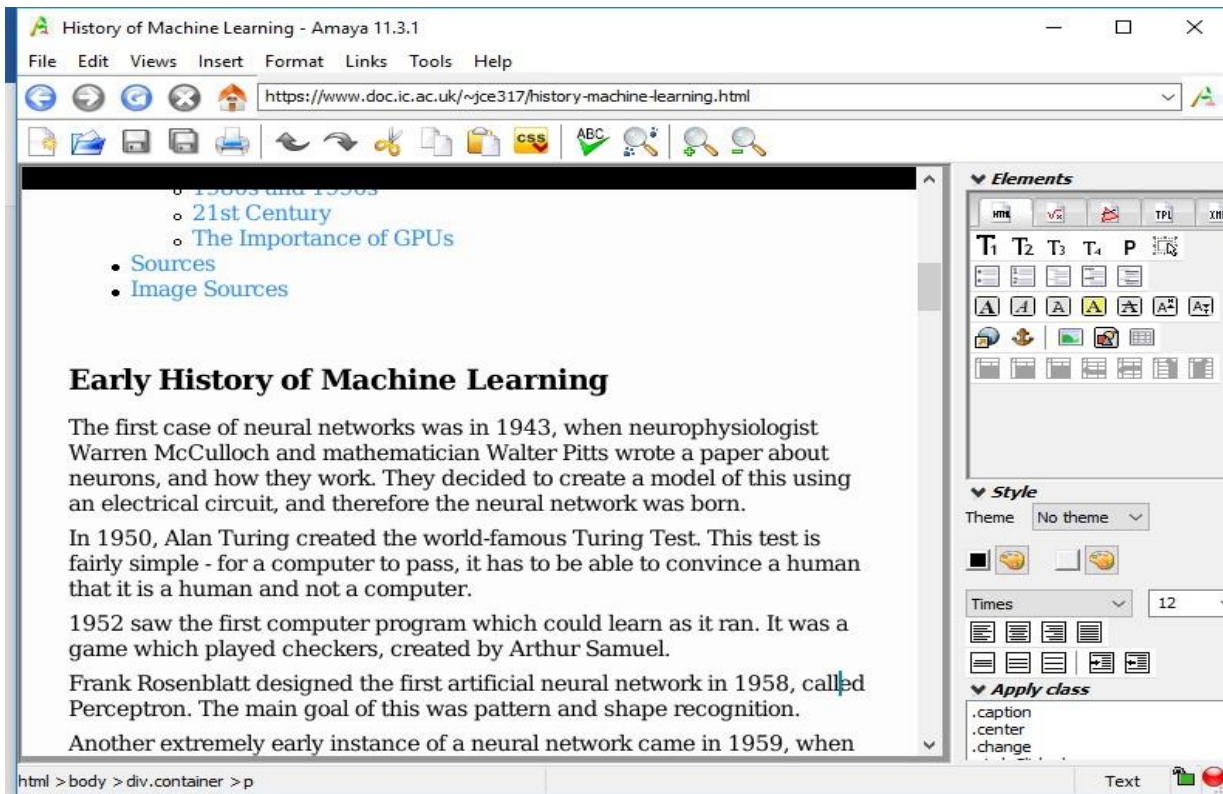 History of Machine Learning - Amaya 11.3.1
File Edit Views Insert Format Links Tools Help
https://www.doc.ic.ac.uk/~jce317/history-machine-learning.html
CSS ABC
1980s and 1990s
21st Century
The Importance of GPUs
Sources
Image Sources
Early History of Machine Learning
The first case of neural networks was in 1943, when neurophysiologist
Warren McCulloch and mathematician Walter Pitts wrote a paper about
neurons, and how they work. They decided to create a model of this using
an electrical circuit, and therefore the neural network was born.
In 1950, Alan Turing created the world-famous Turing Test. This test is
fairly simple - for a computer to pass, it has to be able to convince a human
that it is a human and not a computer.
1952 saw the first computer program which could learn as it ran. It was a
game which played checkers, created by Arthur Samuel.
Frank Rosenblatt designed the first artificial neural network in 1958, called
Perceptron. The main goal of this was pattern and shape recognition.
Another extremely early instance of a neural network came in 1959, when
Elements
HTML TPL
T1 T2 T3 T4 P
Style
Theme No theme
Times 12
Apply class
.caption
.center
.change
html > body > div.container > p
Text